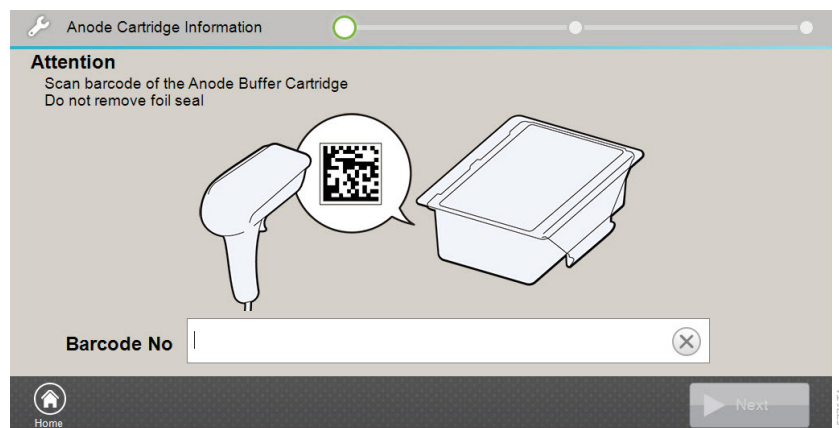 Anode Cartridge Information
Attention
Scan barcode of the Anode Buffer Cartridge
Do not remove foil seal
Barcode No
Home
Next